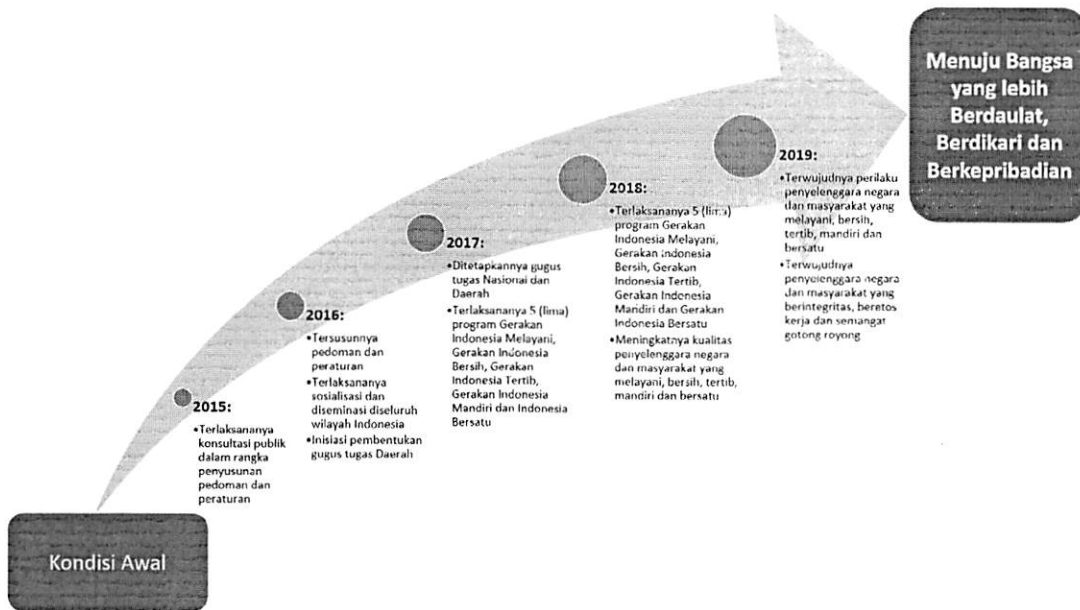 Menuju Bangsa
yang lebih
Berdaulat,
Berdikari dan
Berkepribadian
2019:
•Terwujudnya perilaku
penyelenggara negara
dan masyarakat yang
melayani, bersih,
tertib, mandiri dan
bersatu
•Terwujudnya
penyelenggara negara
dan masyarakat yang
berintegritas, beretos
kerja dan semangat
gotong royong
2018:
•Terlaksananya 5 (lima)
program Gerakan
Indonesia Melayani,
Gerakan Indonesia
Bersih, Gerakan
Indonesia Tertib,
Gerakan Indonesia
Mandiri dan Gerakan
Indonesia Bersatu
•Meningkatnya kualitas
penyelenggara negara
dan masyarakat yang
melayani, bersih, tertib,
mandiri dan bersatu
2017:
•Ditetapkannya gugus
tugas Nasional dan
Daerah
•Terlaksananya 5 (lima)
program Gerakan
Indonesia Melayani,
Gerakan Indonesia
Bersih, Gerakan
Indonesia Tertib,
Gerakan Indonesia
Mandiri dan Indonesia
Bersatu
2016:
•Tersusunnya
pedoman dan
peraturan
•Terlaksananya
sosialisasi dan
diseminasi diseluruh
wilayah Indonesia
•Inisiasi pembentukan
gugus tugas Daerah
2015:
•Terlaksananya
konsultasi publik
dalam rangka
penyusunan
pedoman dan
peraturan
Kondisi Awal